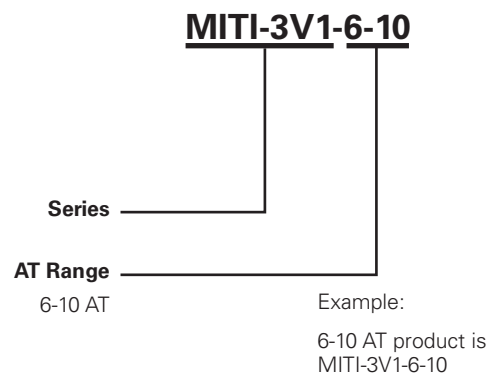 MITI-3V1-6-10
Series
AT Range
6-10 AT
Example:
6-10 AT product is
MITI-3V1-6-10